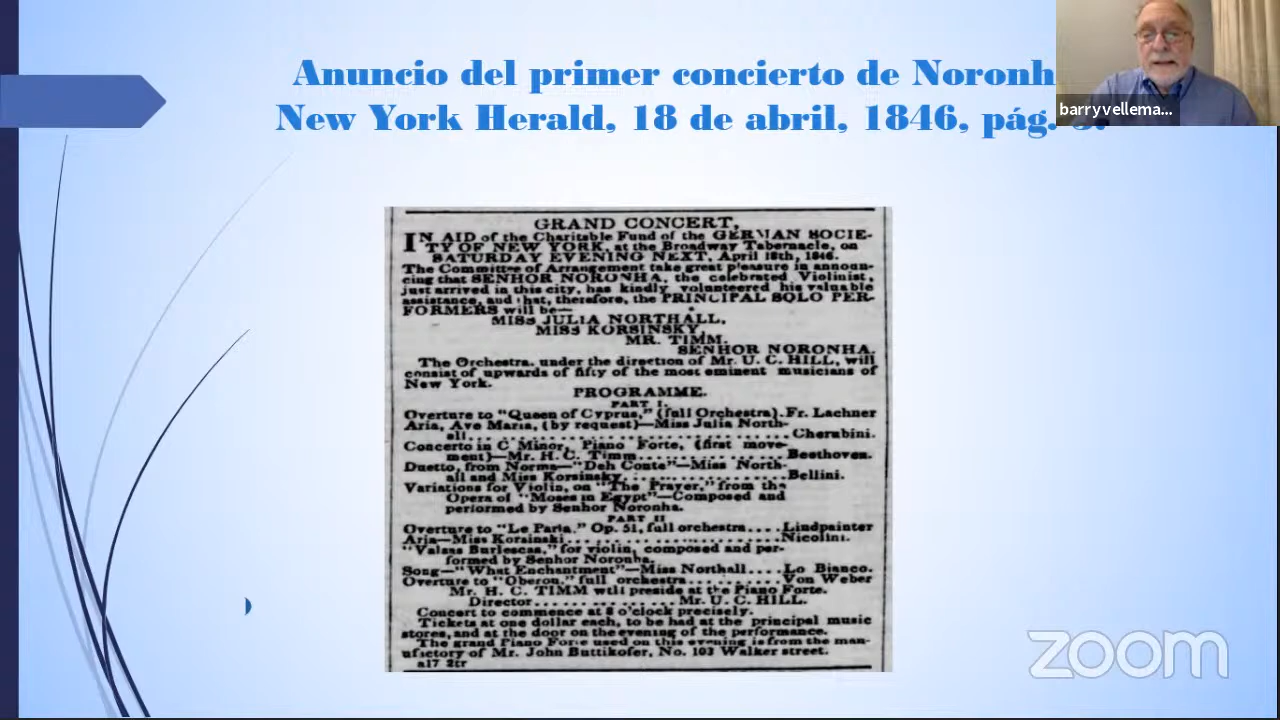 Anuncio del primer concierto de Noronh
New York Herald, 18 de abril, 1846, pág.
barryvellema...
GRAND CONCERT,
IN AID of the Charitable Fund of the GERMAN SOCIE-
TY OF NEW YORK, at the Broadway Tabernacle, on
SATURDAY EVENING NEXT, April 18th, 1846.
The Committee of Arrangement take great pleasure in announ-
cing that SENHOR NORONHA, the celebrated Violinist,
just arrived in this city, has kindly volunteered his valuable
assistance, and that, therefore, the PRINCIPAL SOLO PER-
FORMERS will be—
MISS JULIA NORTHALL,
MISS KORSINSKY,
MR. TIMM.
SENHOR NORONHA.
The Orchestra, under the direction of Mr. U. C. HILL, will
consist of upwards of fifty of the most eminent musicians of
New York.
PROGRAMME.
PART I.
Overture to "Queen of Cyprus," (full Orchestra).Fr. Lachner
Aria, Ave Maria, (by request)—Miss Julia North-
all....................................Cherubini.
Concerto in C Minor, Piano Forte, (first move-
ment)—Mr. H. C. Timm....................Beethoven.
Duetto, from Norma—"Deh Conte"—Miss North-
all and Miss Korsinsky....................Bellini.
Variations for Violin, on "The Prayer," from the
Opera of "Moses in Egypt"—Composed and
performed by Senhor Noronha.
PART II
Overture to "Le Paria." Op. 51, full orchestra....Lindpainter
Aria—Miss Korsinski..........................Nicolini.
"Valsas Burlescas," for violin, composed and per-
formed by Senhor Noronha.
Song—"What Enchantment"—Miss Northall.....Lo Bianco.
Overture to "Oberon," full orchestra..........Von Weber
Mr. H. C. TIMM will preside at the Piano Forte.
Director....................Mr. U. C. HILL.
Concert to commence at 8 o'clock precisely.
Tickets at one dollar each, to be had at the principal music
stores, and at the door on the evening of the performance.
The grand Piano Forte used on this evening is from the man-
ufactory of Mr. John Buttikofer, No. 103 Walker street.
a17 2tr
zoom